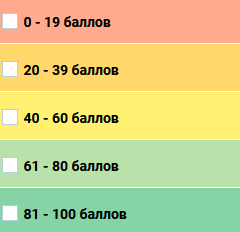 0 - 19 баллов
20 - 39 баллов
40 - 60 баллов
61 - 80 баллов
81 - 100 баллов